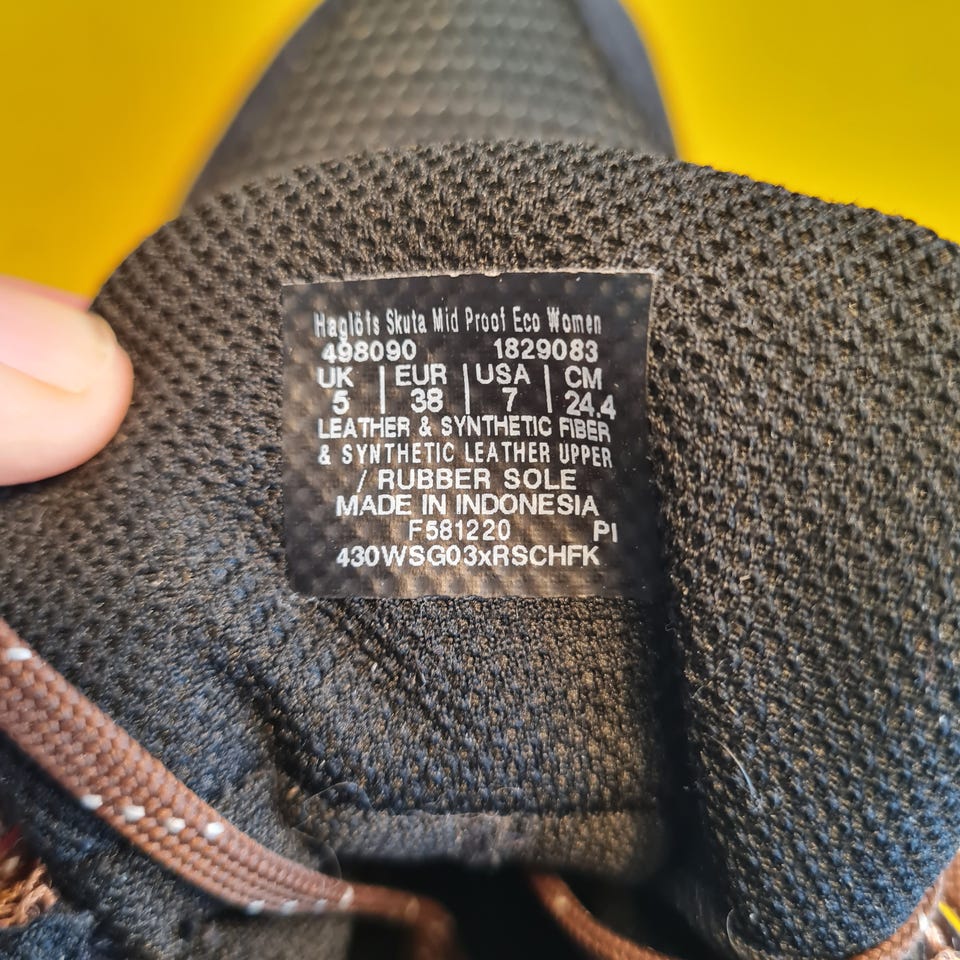 Haglöfs Skuta Mid Proof Eco Women
498090 1829083
UK | EUR | USA | CM
5 | 38 | 7 | 24.4
LEATHER & SYNTHETIC FIBER
& SYNTHETIC LEATHER UPPER
/ RUBBER SOLE
MADE IN INDONESIA
F581220 PI
430WSG03xRSCHFK